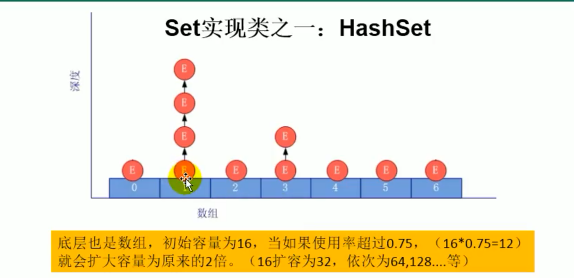 Set实现类之一：HashSet
深度
E
E
E E
E E E E E E
0 2 3 4 5 6
数组
底层也是数组，初始容量为16，当如果使用率超过0.75，（16*0.75=12）
就会扩大容量为原来的2倍。（16扩容为32，依次为64,128....等）